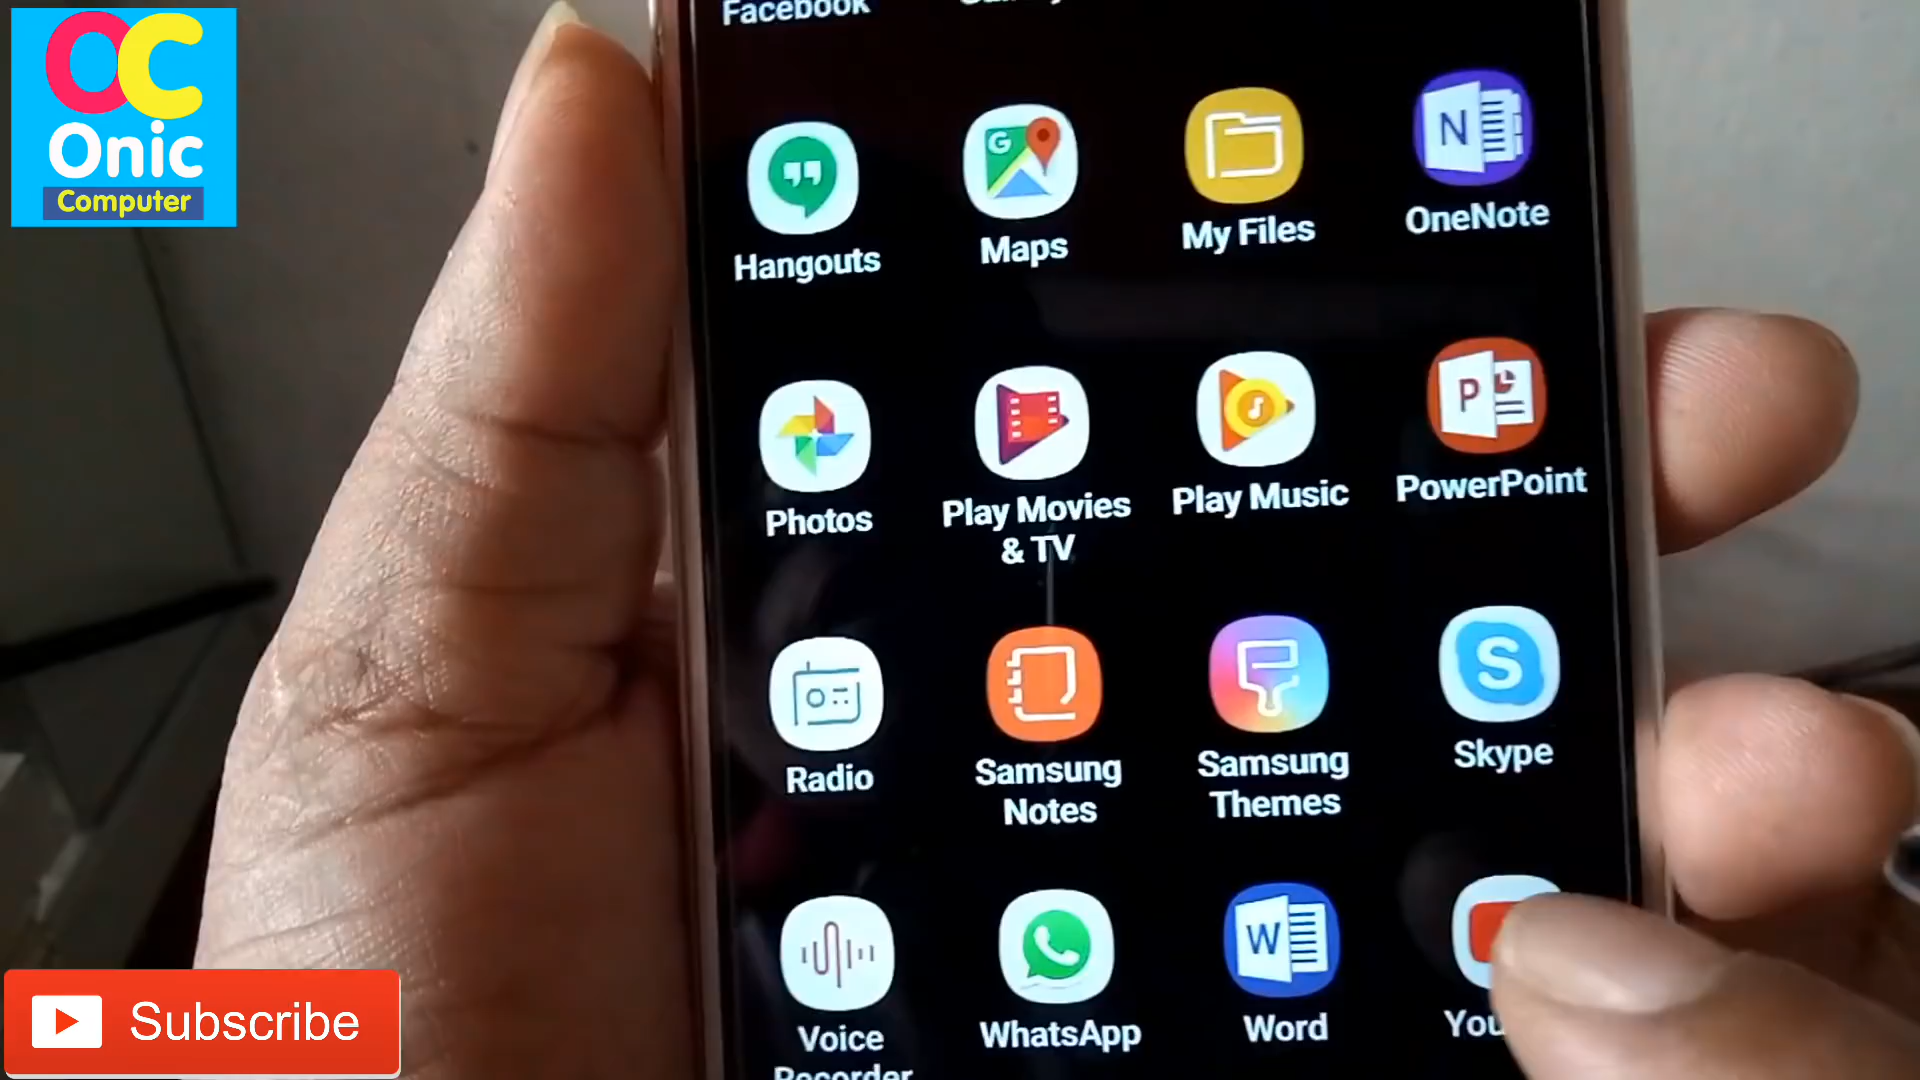 Facebook
OC
Onic
Computer
Hangouts
Maps
My Files
OneNote
Photos
Play Movies
& TV
Play Music
PowerPoint
Radio
Samsung
Notes
Samsung
Themes
Skype
Voice
Recorder
WhatsApp
Word
You
Subscribe